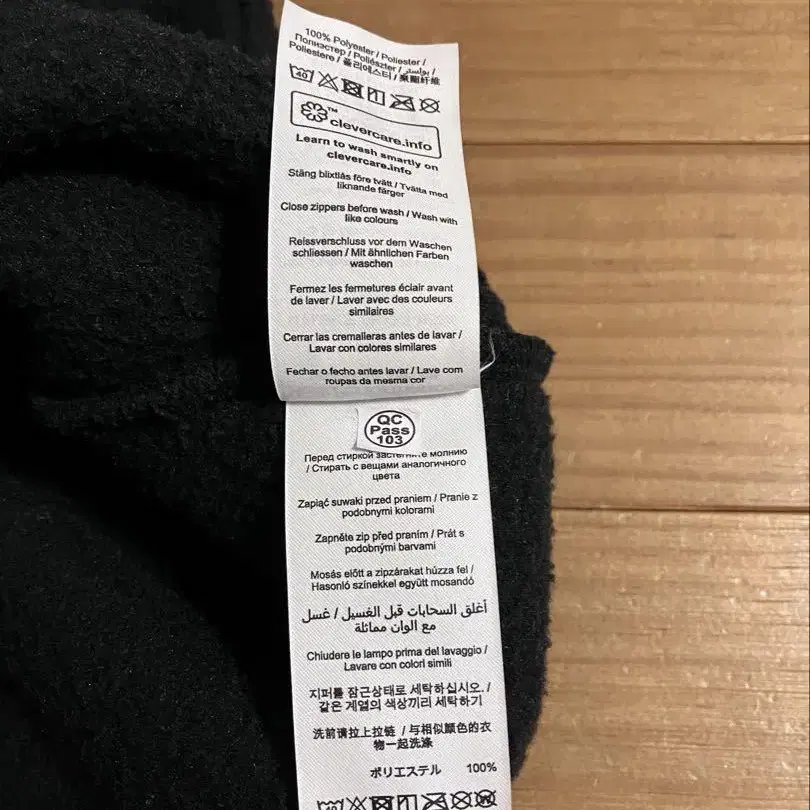 100% Polyester / Poliester /
Полиэстер / Poliészter / بوليستر /
Poliestere / 폴리에스터 / 聚酯纤维
40
clevercare.info
Learn to wash smartly on
clevercare.info
Stäng blixtlås före tvätt / Tvätta med
liknande färger
Close zippers before wash / Wash with
like colours
Reissverschluss vor dem Waschen
schliessen / Mit ähnlichen Farben
waschen
Fermez les fermetures éclair avant
de laver / Laver avec des couleurs
similaires
Cerrar las cremalleras antes de lavar /
Lavar con colores similares
Fechar o fecho antes lavar / Lave com
roupas da mesma cor
QC
Pass
103
Перед стиркой молнию
/ Стирать с вещами аналогичного
цвета
Zapiąć suwaki przed praniem / Pranie z
podobnymi kolorami
Zapněte zip před praním / Prát s
podobnými barvami
Mosás előtt a zipzárakat húzza fel /
Hasonló színekkel együtt mosandó
أغلق السحابات قبل الغسيل / غسل
مع الوان مماثلة
Chiudere le lampo prima del lavaggio /
Lavare con colori simili
지퍼를 잠근상태로 세탁하십시오. /
같은 계열의 색상끼리 세탁하기
洗前请拉上拉链 / 与相似颜色的衣
物一起洗涤
ポリエステル 100%
40